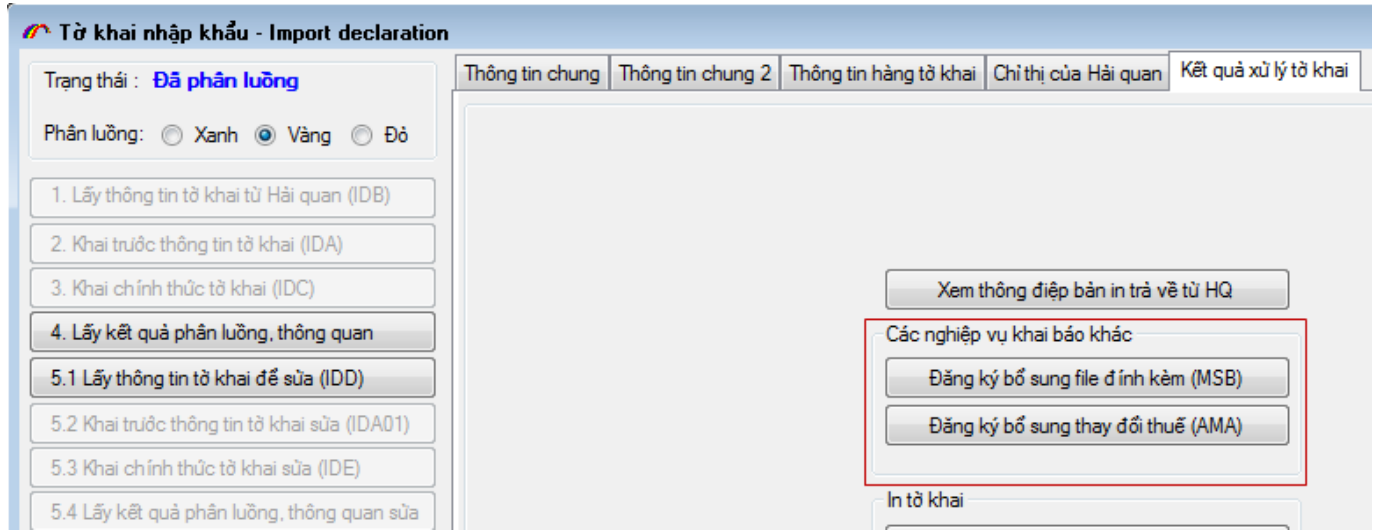 Tờ khai nhập khẩu - Import declaration
Trạng thái : Đã phân luồng
Phân luồng: Xanh Vàng Đỏ
1. Lấy thông tin tờ khai từ Hải quan (IDB)
2. Khai trước thông tin tờ khai (IDA)
3. Khai chính thức tờ khai (IDC)
4. Lấy kết quả phân luồng, thông quan
5.1 Lấy thông tin tờ khai để sửa (IDD)
5.2 Khai trước thông tin tờ khai sửa (IDA01)
5.3 Khai chính thức tờ khai sửa (IDE)
5.4 Lấy kết quả phân luồng, thông quan sửa
Thông tin chung Thông tin chung 2 Thông tin hàng tờ khai Chỉ thị của Hải quan Kết quả xử lý tờ khai
Xem thông điệp bản in trả về từ HQ
Các nghiệp vụ khai báo khác
Đăng ký bổ sung file đính kèm (MSB)
Đăng ký bổ sung thay đổi thuế (AMA)
In tờ khai